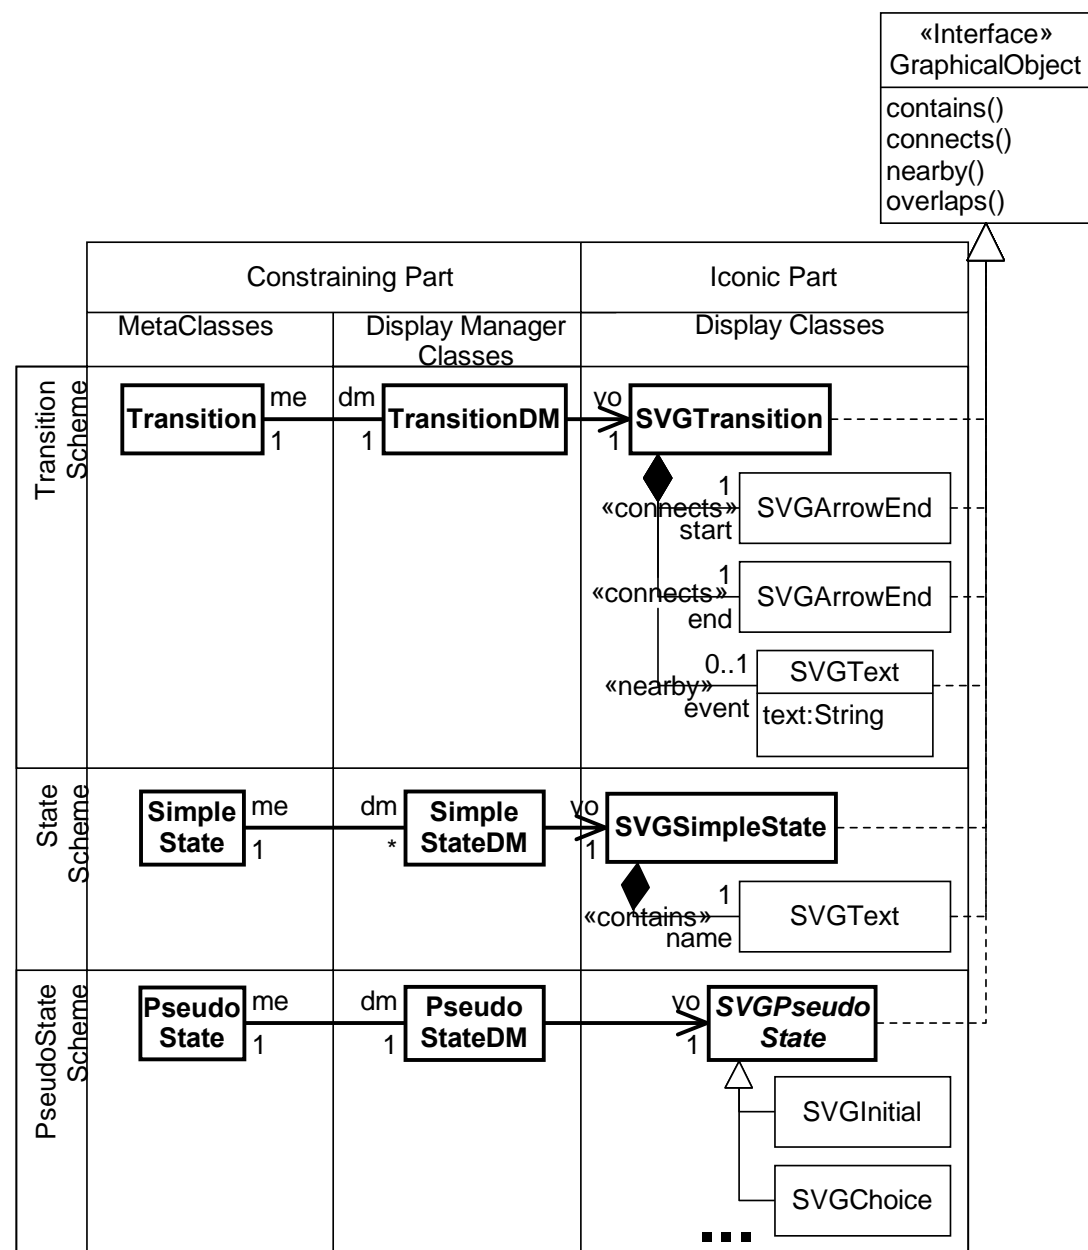 «Interface»
GraphicalObject
contains()
connects()
nearby()
overlaps()
Constraining Part
Iconic Part
MetaClasses
Display Manager
Classes
Display Classes
Transition
Scheme
Transition
me
1
dm
1
TransitionDM
vo
1
SVGTransition
1
«connects»
start
SVGArrowEnd
1
«connects»
end
SVGArrowEnd
0..1
«nearby»
event
SVGText
text:String
State
Scheme
Simple
State
me
1
dm
*
Simple
StateDM
vo
1
SVGSimpleState
1
«contains»
name
SVGText
PseudoState
Scheme
Pseudo
State
me
1
dm
1
Pseudo
StateDM
vo
1
SVGPseudo
State
SVGInitial
SVGChoice
...